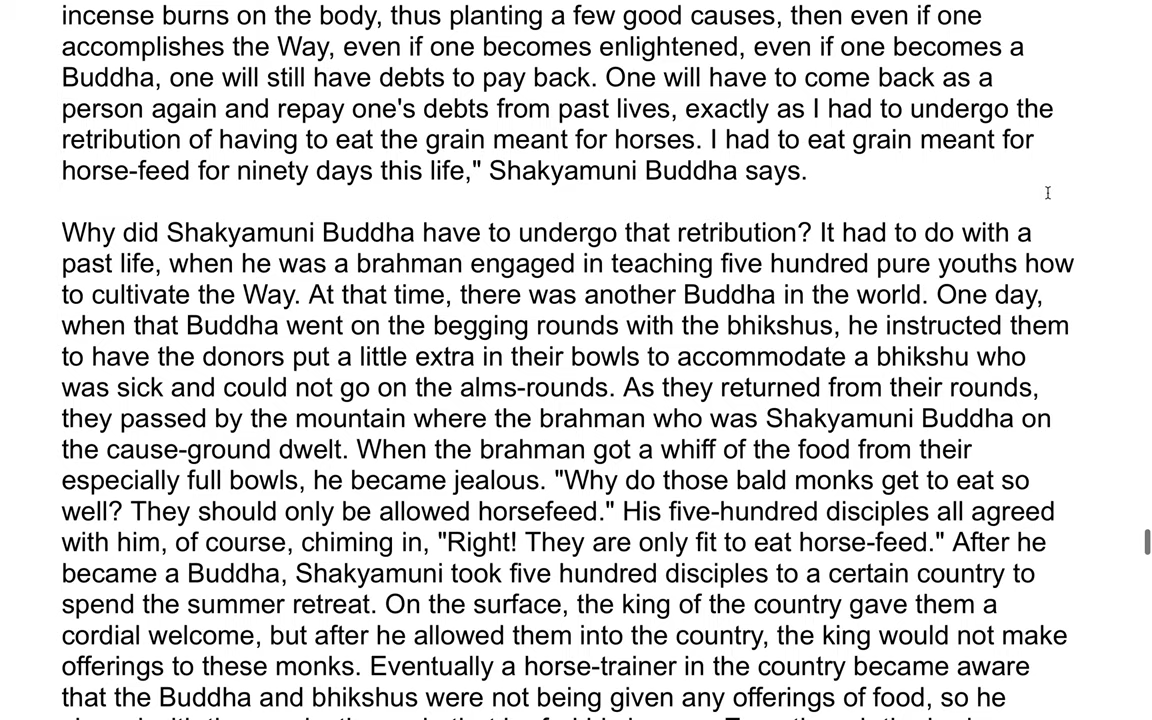 incense burns on the body, thus planting a few good causes, then even if one
accomplishes the Way, even if one becomes enlightened, even if one becomes a
Buddha, one will still have debts to pay back. One will have to come back as a
person again and repay one's debts from past lives, exactly as I had to undergo the
retribution of having to eat the grain meant for horses. I had to eat grain meant for
horse-feed for ninety days this life," Shakyamuni Buddha says.
Why did Shakyamuni Buddha have to undergo that retribution? It had to do with a
past life, when he was a brahman engaged in teaching five hundred pure youths how
to cultivate the Way. At that time, there was another Buddha in the world. One day,
when that Buddha went on the begging rounds with the bhikshus, he instructed them
to have the donors put a little extra in their bowls to accommodate a bhikshu who
was sick and could not go on the alms-rounds. As they returned from their rounds,
they passed by the mountain where the brahman who was Shakyamuni Buddha on
the cause-ground dwelt. When the brahman got a whiff of the food from their
especially full bowls, he became jealous. "Why do those bald monks get to eat so
well? They should only be allowed horsefeed." His five-hundred disciples all agreed
with him, of course, chiming in, "Right! They are only fit to eat horse-feed." After he
became a Buddha, Shakyamuni took five hundred disciples to a certain country to
spend the summer retreat. On the surface, the king of the country gave them a
cordial welcome, but after he allowed them into the country, the king would not make
offerings to these monks. Eventually a horse-trainer in the country became aware
that the Buddha and bhikshus were not being given any offerings of food, so he